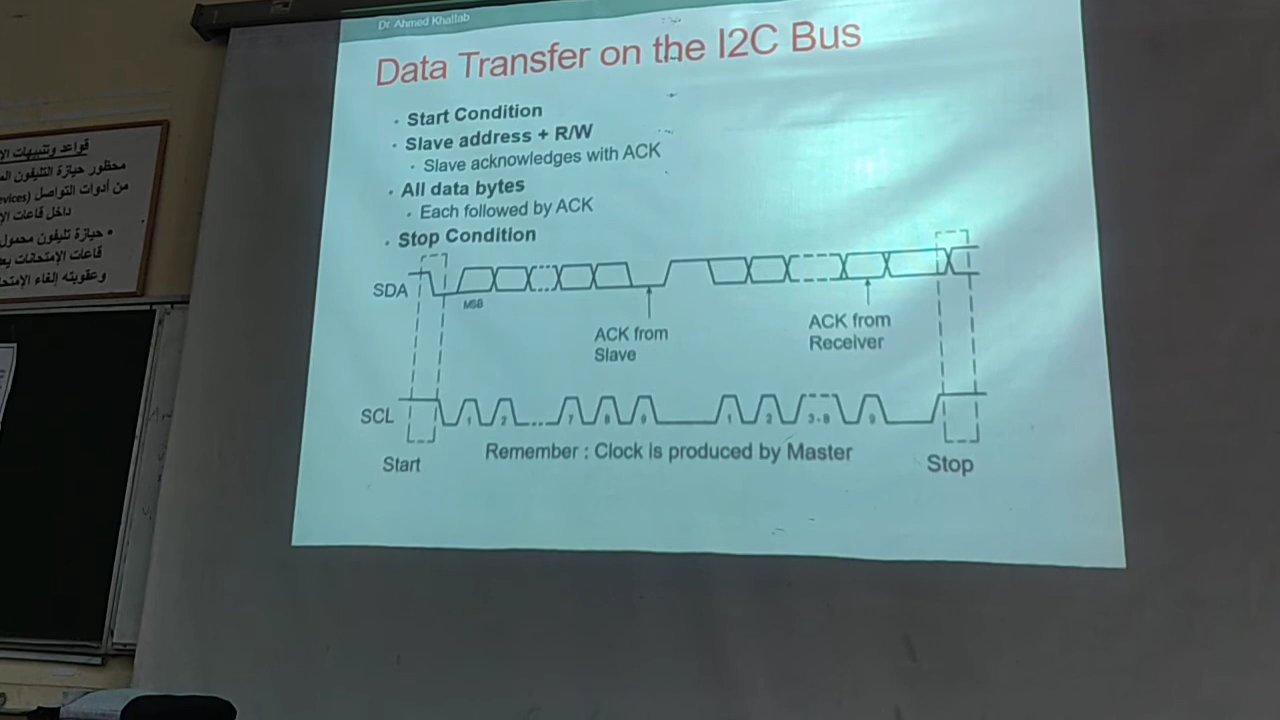 Dr Ahmed Khattab
Data Transfer on the I2C Bus
· Start Condition
· Slave address + R/W
· Slave acknowledges with ACK
· All data bytes
· Each followed by ACK
· Stop Condition
SDA
MSB
ACK from
Slave
ACK from
Receiver
SCL
1 2 7 8 9 1 2 3-8 9
Start
Remember : Clock is produced by Master
Stop
قواعد وتنبيهات
محظور حيازة التليفون
من أدوات التواصل
داخل قاعات
• حيازة تليفون محمول
قاعات الإمتحانات
وعقوبته إلغاء